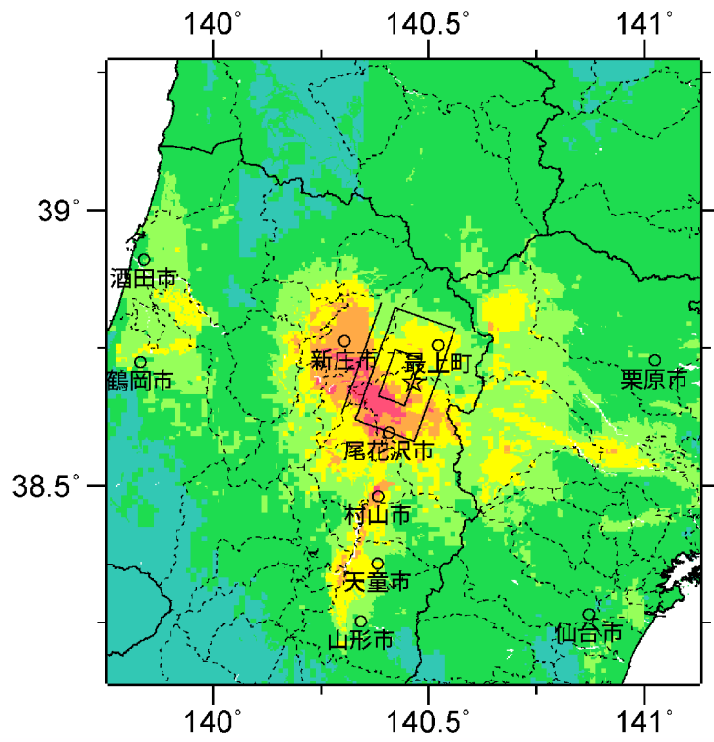 140° 140.5° 141°
39°
酒田市
新庄市 最上町
鶴岡市 栗原市
尾花沢市
38.5°
村山市
天童市
仙台市
山形市
140° 140.5° 141°